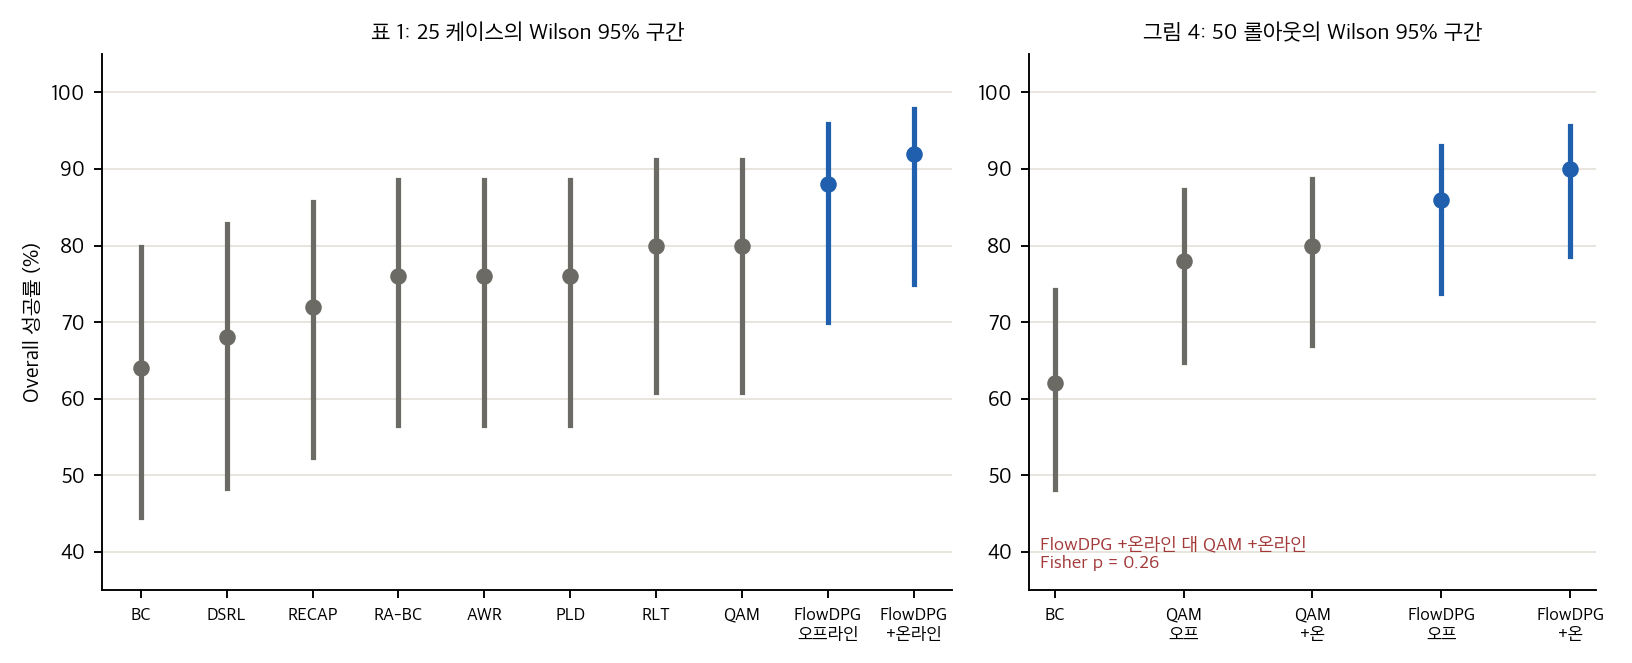 표 1: 25 케이스의 Wilson 95% 구간
Overall 성공률 (%)
100
90
80
70
60
50
40
BC
DSRL
RECAP
RA-BC
AWR
PLD
RLT
QAM
FlowDPG
오프라인
FlowDPG
+온라인
그림 4: 50 롤아웃의 Wilson 95% 구간
100
90
80
70
60
50
40
FlowDPG +온라인 대 QAM +온라인
Fisher p = 0.26
BC
QAM
오프
QAM
+온
FlowDPG
오프
FlowDPG
+온